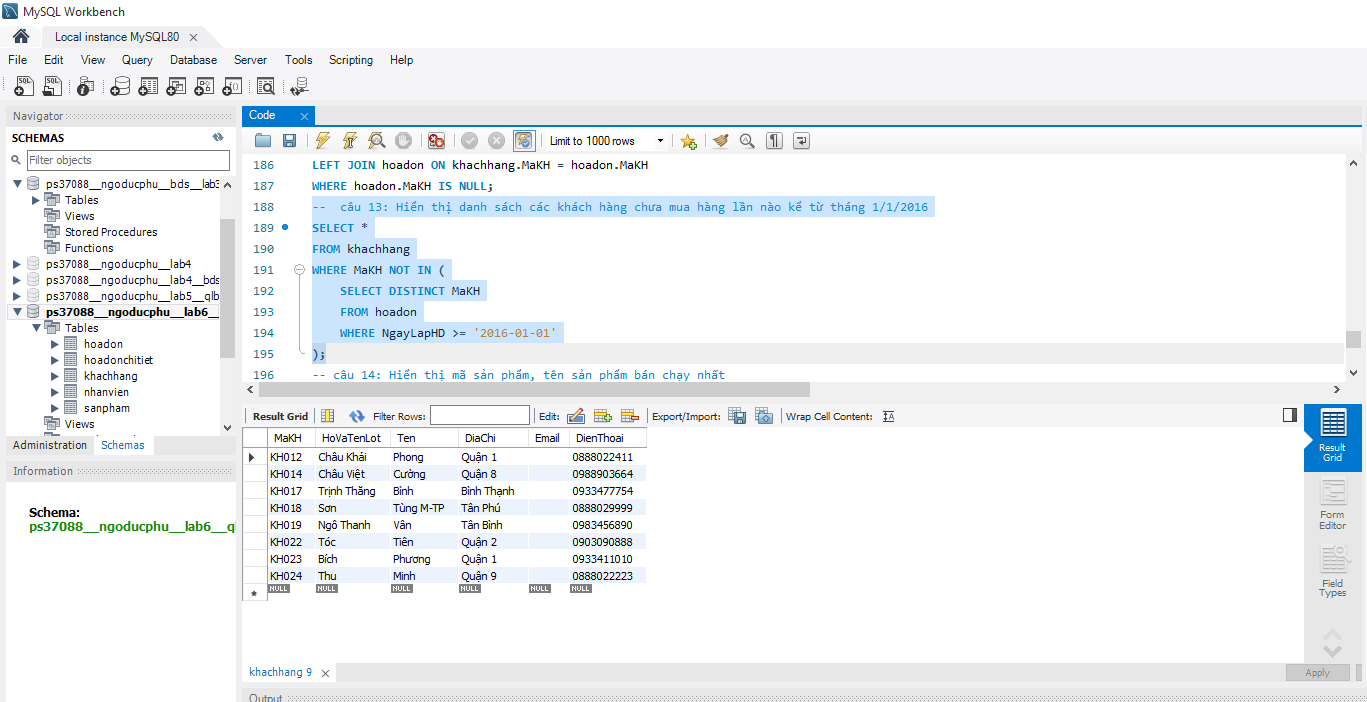 MySQL Workbench
Local instance MySQL80
File Edit View Query Database Server Tools Scripting Help
Navigator
SCHEMAS
Filter objects
ps37088__ngoducphu__bds__lab3
Tables
Views
Stored Procedures
Functions
ps37088__ngoducphu__lab4
ps37088__ngoducphu__lab4__bds
ps37088__ngoducphu__lab5__qlb
ps37088__ngoducphu__lab6__
Tables
hoadon
hoadonchitiet
khachhang
nhanvien
sanpham
Views
Administration Schemas
Information
Schema:
ps37088__ngoducphu__lab6__q
Code
Limit to 1000 rows
186 LEFT JOIN hoadon ON khachhang.MaKH = hoadon.MaKH
187 WHERE hoadon.MaKH IS NULL;
188 -- câu 13: Hiển thị danh sách các khách hàng chưa mua hàng lần nào kể từ tháng 1/1/2016
189 SELECT *
190 FROM khachhang
191 WHERE MaKH NOT IN (
192 SELECT DISTINCT MaKH
193 FROM hoadon
194 WHERE NgayLapHD >= '2016-01-01'
195 );
196 -- câu 14: Hiển thị mã sản phẩm, tên sản phẩm bán chạy nhất
Result Grid Filter Rows: Edit: Export/Import: Wrap Cell Content:
MaKH HoVaTenLot Ten DiaChi Email DienThoai
KH012 Châu Khải Phong Quận 1 0888022411
KH014 Châu Việt Cường Quận 8 0988903664
KH017 Trịnh Thăng Bình Bình Thạnh 0933477754
KH018 Sơn Tùng M-TP Tân Phú 0888029999
KH019 Ngô Thanh Vân Tân Bình 0983456890
KH022 Tóc Tiên Quận 2 0903090888
KH023 Bích Phương Quận 1 0933411010
KH024 Thu Minh Quận 9 0888022223
NULL NULL NULL NULL NULL NULL
Result
Grid
Form
Editor
Field
Types
khachhang 9
Apply
Output